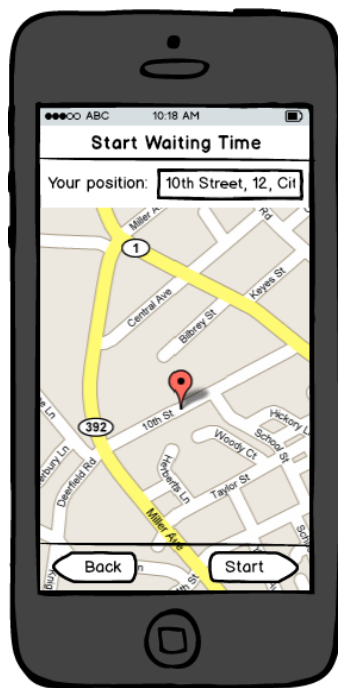 ABC 10:18 AM
Start Waiting Time
Your position: 10th Street, 12, Cit
Miller Av
Rd
1
Central Ave
Keyes St
Bilbrey St
10th St
392
Hickory L
School St
Woody Ct
Deerfield Rd
Herberts Ln
Taylor St
Miller Ave
Back
Start